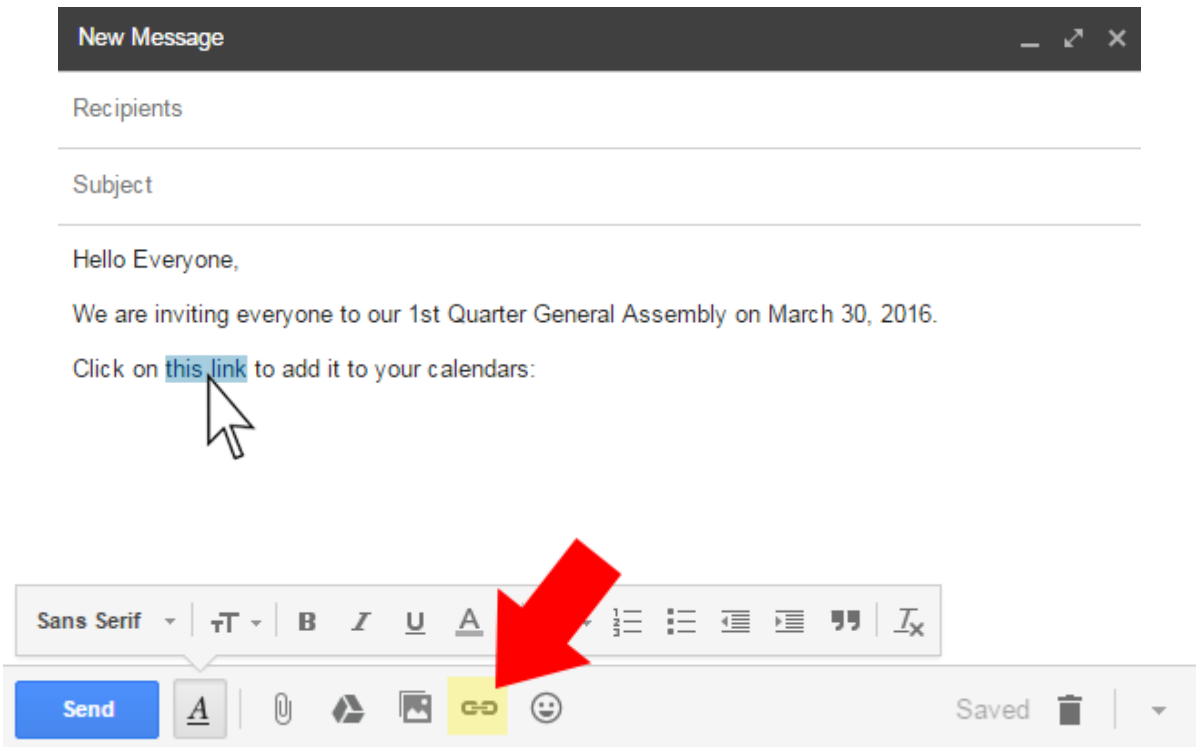 New Message
Recipients
Subject
Hello Everyone,
We are inviting everyone to our 1st Quarter General Assembly on March 30, 2016.
Click on this link to add it to your calendars:
Sans Serif
Send
Saved